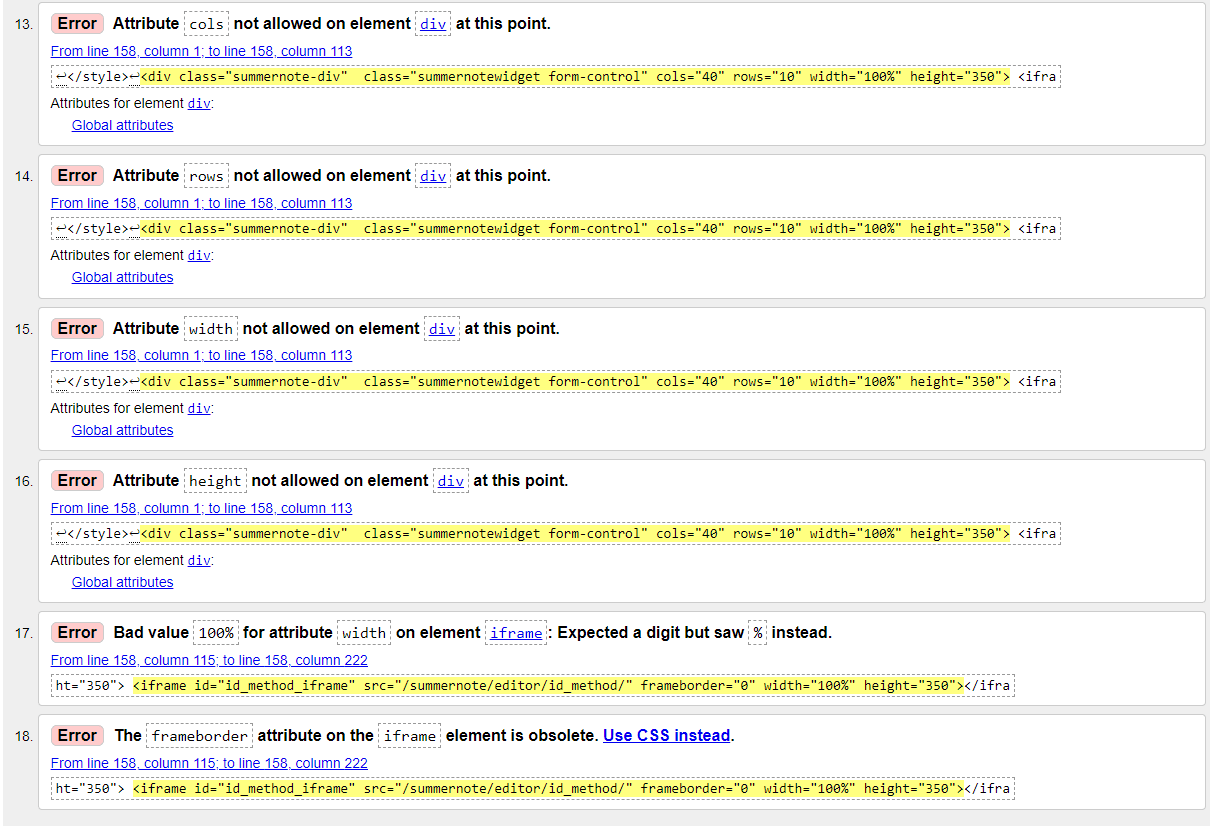 13. Error Attribute cols not allowed on element div at this point.
From line 158, column 1; to line 158, column 113
↩</style>↩<div class="summernote-div"  class="summernotewidget form-control" cols="40" rows="10" width="100%" height="350"> <ifra
Attributes for element div:
Global attributes
14. Error Attribute rows not allowed on element div at this point.
From line 158, column 1; to line 158, column 113
↩</style>↩<div class="summernote-div"  class="summernotewidget form-control" cols="40" rows="10" width="100%" height="350"> <ifra
Attributes for element div:
Global attributes
15. Error Attribute width not allowed on element div at this point.
From line 158, column 1; to line 158, column 113
↩</style>↩<div class="summernote-div"  class="summernotewidget form-control" cols="40" rows="10" width="100%" height="350"> <ifra
Attributes for element div:
Global attributes
16. Error Attribute height not allowed on element div at this point.
From line 158, column 1; to line 158, column 113
↩</style>↩<div class="summernote-div"  class="summernotewidget form-control" cols="40" rows="10" width="100%" height="350"> <ifra
Attributes for element div:
Global attributes
17. Error Bad value 100% for attribute width on element iframe: Expected a digit but saw % instead.
From line 158, column 115; to line 158, column 222
ht="350"> <iframe id="id_method_iframe" src="/summernote/editor/id_method/" frameborder="0" width="100%" height="350"></ifra
18. Error The frameborder attribute on the iframe element is obsolete. Use CSS instead.
From line 158, column 115; to line 158, column 222
ht="350"> <iframe id="id_method_iframe" src="/summernote/editor/id_method/" frameborder="0" width="100%" height="350"></ifra